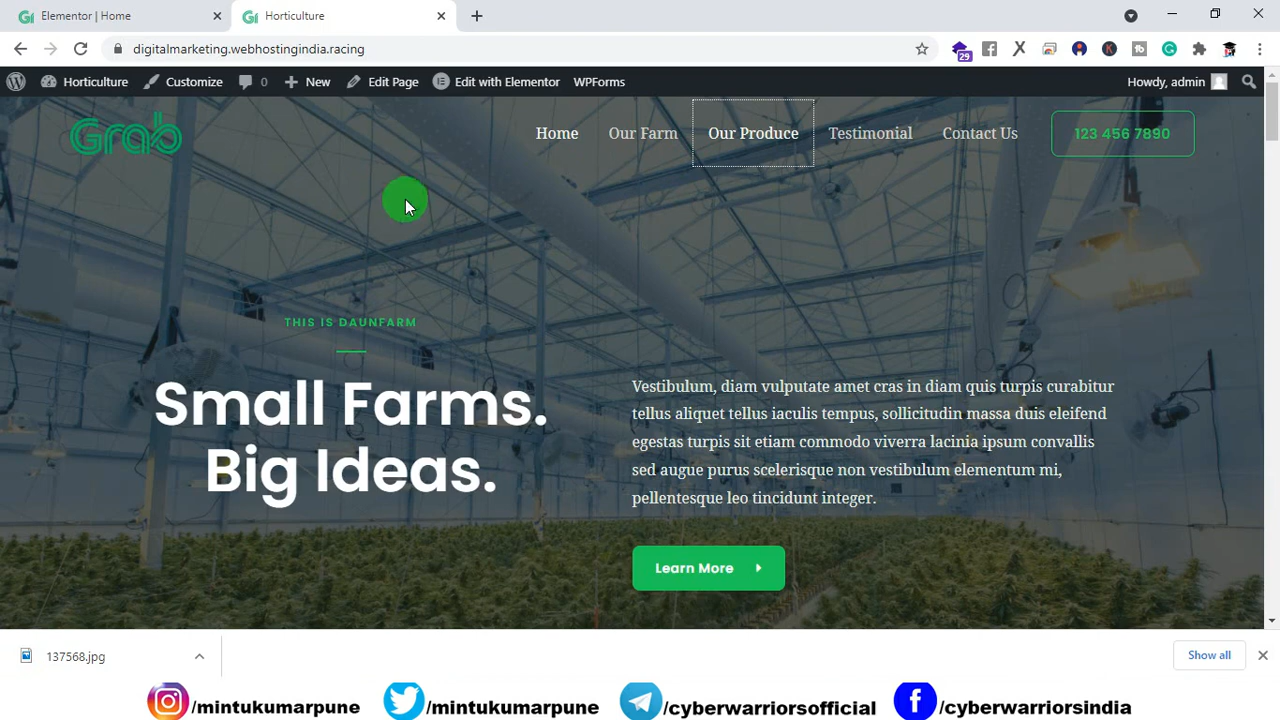 Elementor | Home
Horticulture
digitalmarketing.webhostingindia.racing
29
Horticulture
Customize
0
New
Edit Page
Edit with Elementor
WPForms
Howdy, admin
Grab
Home
Our Farm
Our Produce
Testimonial
Contact Us
123 456 7890
THIS IS DAUNFARM
Small Farms.
Big Ideas.
Vestibulum, diam vulputate amet cras in diam quis turpis curabitur
tellus aliquet tellus iaculis tempus, sollicitudin massa duis eleifend
egestas turpis sit etiam commodo viverra lacinia ipsum convallis
sed augue purus scelerisque non vestibulum elementum mi,
pellentesque leo tincidunt integer.
Learn More
137568.jpg
Show all
/mintukumarpune
/mintukumarpune
/cyberwarriorsofficial
/cyberwarriorsindia